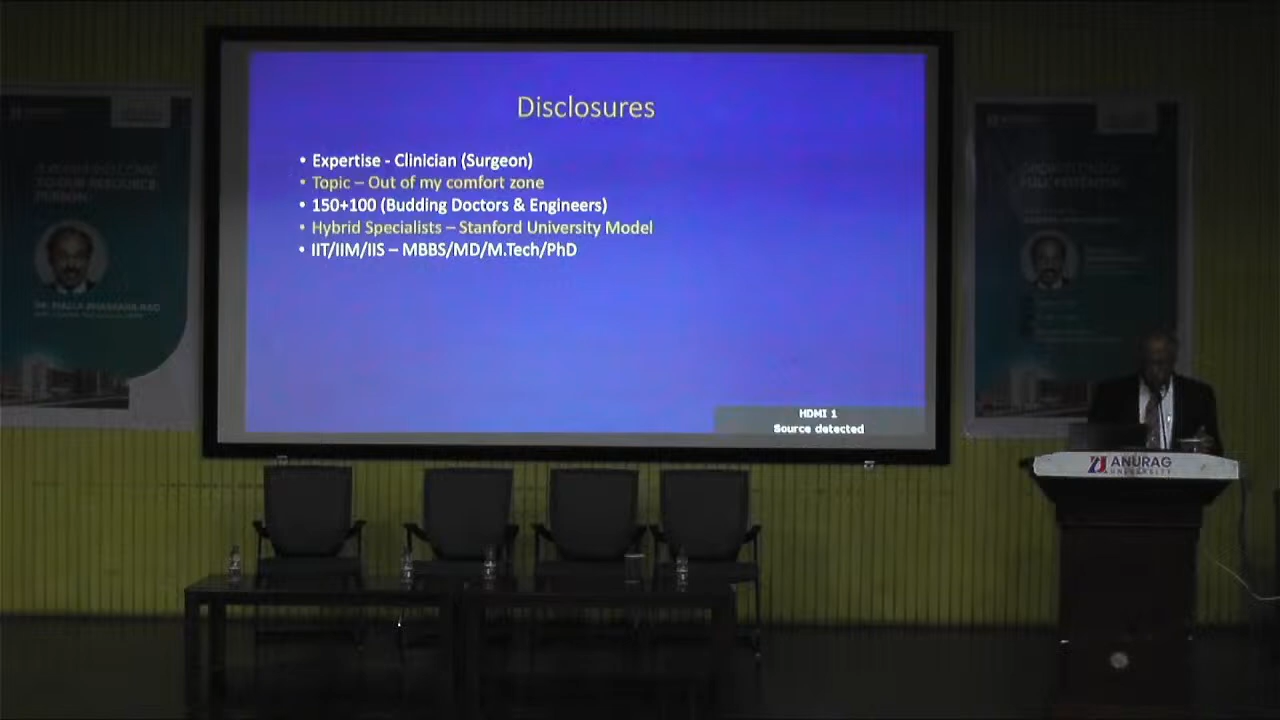 Disclosures
• Expertise - Clinician (Surgeon)
• Topic – Out of my comfort zone
• 150+100 (Budding Doctors & Engineers)
• Hybrid Specialists – Stanford University Model
• IIT/IIM/IIS – MBBS/MD/M.Tech/PhD
HDMI 1
Source detected
ANURAG
UNIVERSITY